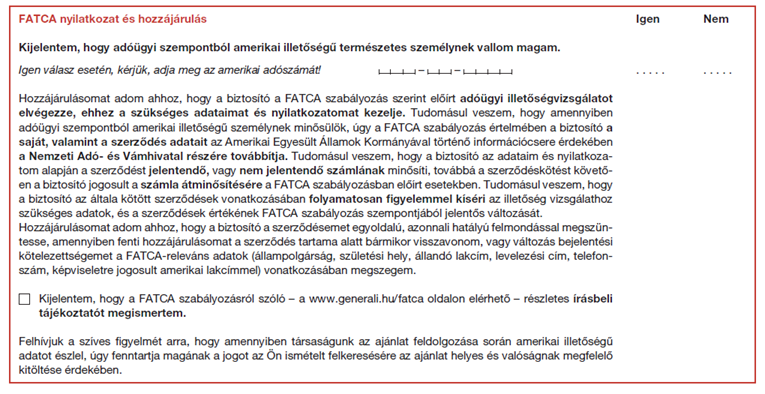 FATCA nyilatkozat és hozzájárulás Igen Nem
Kijelentem, hogy adóügyi szempontból amerikai illetőségű természetes személynek vallom magam.
Igen válasz esetén, kérjük, adja meg az amerikai adószámát! – – ..... .....
Hozzájárulásomat adom ahhoz, hogy a biztosító a FATCA szabályozás szerint előírt adóügyi illetőségvizsgálatot
elvégezze, ehhez a szükséges adataimat és nyilatkozatomat kezelje. Tudomásul veszem, hogy amennyiben
adóügyi szempontból amerikai illetőségű személynek minősülök, úgy a FATCA szabályozás értelmében a biztosító a
saját, valamint a szerződés adatait az Amerikai Egyesült Államok Kormányával történő információcsere érdekében
a Nemzeti Adó- és Vámhivatal részére továbbítja. Tudomásul veszem, hogy a biztosító az adataim és nyilatkoza-
tom alapján a szerződést jelentendő, vagy nem jelentendő számlának minősíti, továbbá a szerződéskötést követő-
en a biztosító jogosult a számla átminősítésére a FATCA szabályozásban előírt esetekben. Tudomásul veszem, hogy
a biztosító az általa kötött szerződések vonatkozásában folyamatosan figyelemmel kíséri az illetőség vizsgálathoz
szükséges adatok, és a szerződések értékének FATCA szabályozás szempontjából jelentős változását.
Hozzájárulásomat adom ahhoz, hogy a biztosító a szerződésemet egyoldalú, azonnali hatályú felmondással megszün-
tesse, amennyiben fenti hozzájárulásomat a szerződés tartama alatt bármikor visszavonom, vagy változás bejelentési
kötelezettségemet a FATCA-releváns adatok (állampolgárság, születési hely, állandó lakcím, levelezési cím, telefon-
szám, képviseletre jogosult amerikai lakcímmel) vonatkozásában megszegem.
Kijelentem, hogy a FATCA szabályozásról szóló – a www.generali.hu/fatca oldalon elérhető – részletes írásbeli
tájékoztatót megismertem.
Felhívjuk a szíves figyelmét arra, hogy amennyiben társaságunk az ajánlat feldolgozása során amerikai illetőségű
adatot észlel, úgy fenntartja magának a jogot az Ön ismételt felkeresésére az ajánlat helyes és valóságnak megfelelő
kitöltése érdekében.